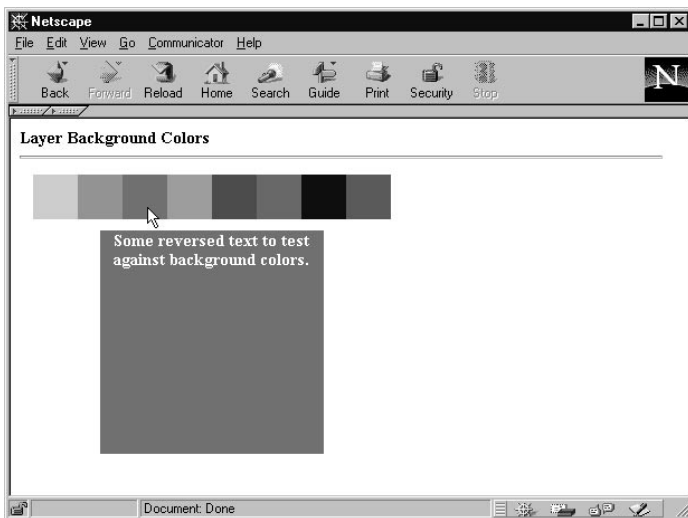 Netscape
File Edit View Go Communicator Help
Back Forward Reload Home Search Guide Print Security Stop
N
Layer Background Colors
Some reversed text to test
against background colors.
Document: Done